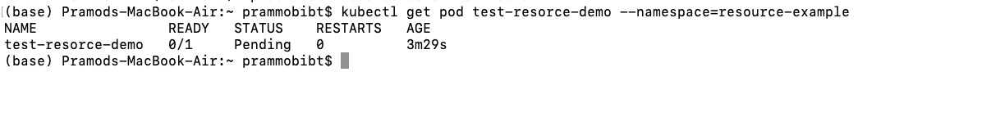 (base) Pramods-MacBook-Air:~ prammobibt$ kubectl get pod test-resorce-demo --namespace=resource-example
NAME                READY   STATUS    RESTARTS   AGE
test-resorce-demo   0/1     Pending   0          3m29s
(base) Pramods-MacBook-Air:~ prammobibt$